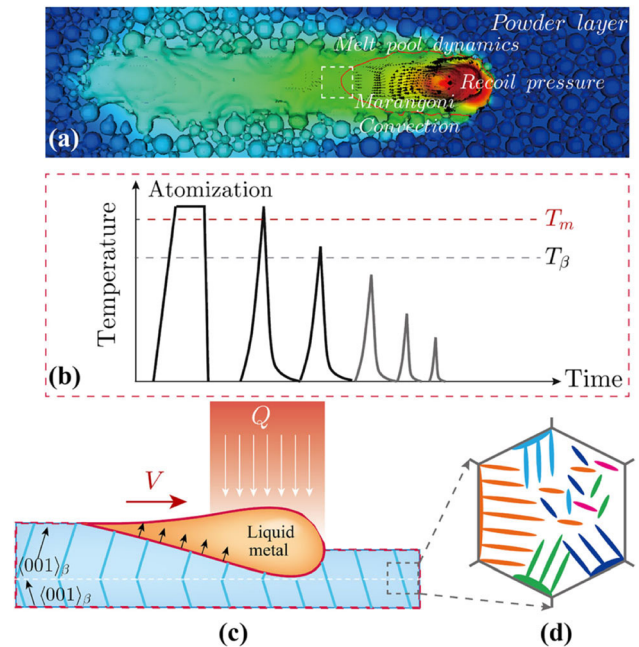 Powder layer
Melt pool dynamics
Recoil pressure
Marangoni
Convection
(a)
Atomization
Temperature
T_m
T_β
Time
(b)
Q
V
Liquid
metal
⟨001⟩_β
⟨001⟩_β
(c)
(d)